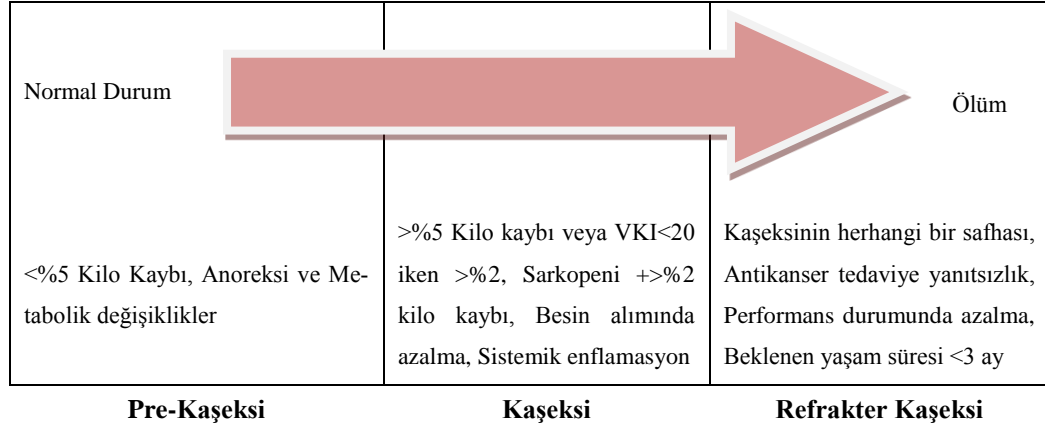 Normal Durum
Ölüm
<%5 Kilo Kaybı, Anoreksi ve Me-
tabolik değişiklikler
>%5 Kilo kaybı veya VKI<20
iken >%2, Sarkopeni +>%2
kilo kaybı, Besin alımında
azalma, Sistemik enflamasyon
Kaşeksinin herhangi bir safhası,
Antikanser tedaviye yanıtsızlık,
Performans durumunda azalma,
Beklenen yaşam süresi <3 ay
Pre-Kaşeksi
Kaşeksi
Refrakter Kaşeksi